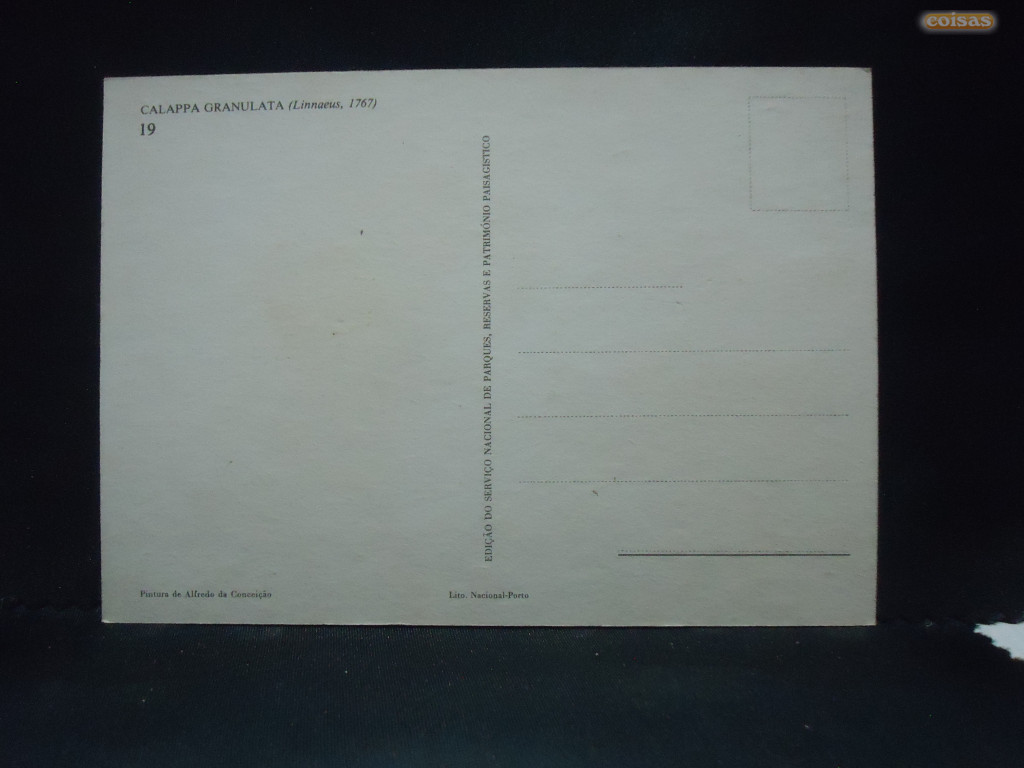 coisas
CALAPPA GRANULATA (Linnaeus, 1767)
19
EDIÇÃO DO SERVIÇO NACIONAL DE PARQUES, RESERVAS E PATRIMÓNIO PAISAGÍSTICO
Pintura de Alfredo da Conceição
Lito. Nacional-Porto